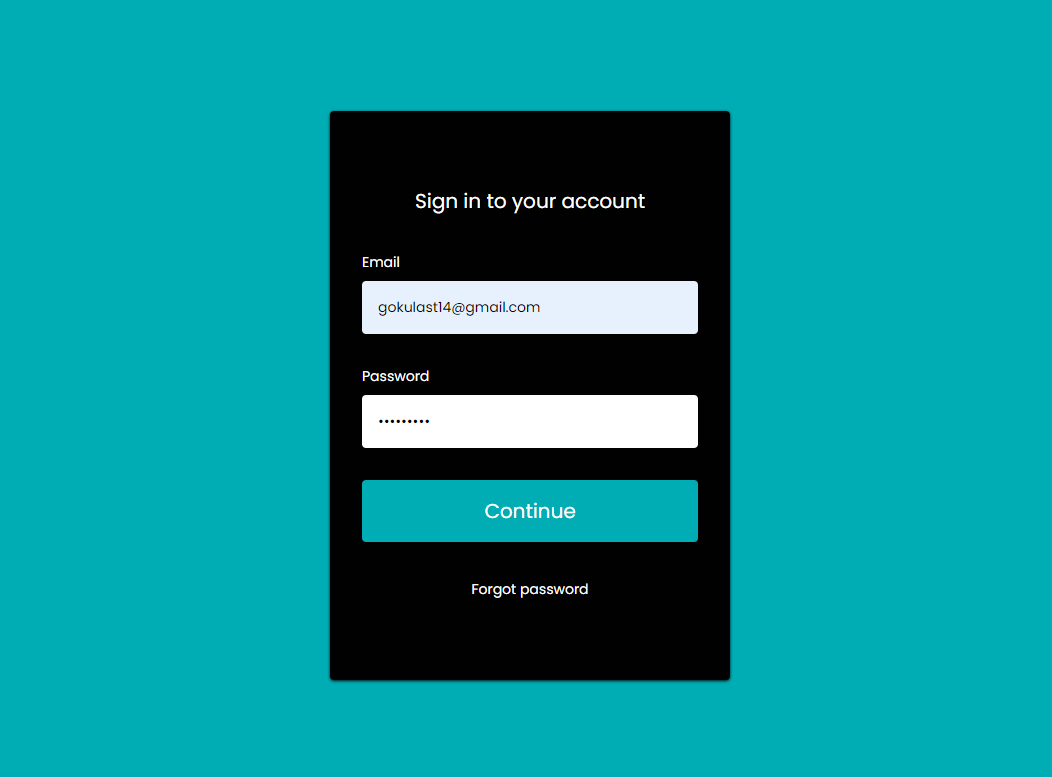 Sign in to your account
Email
gokulast14@gmail.com
Password
•••••••••
Continue
Forgot password